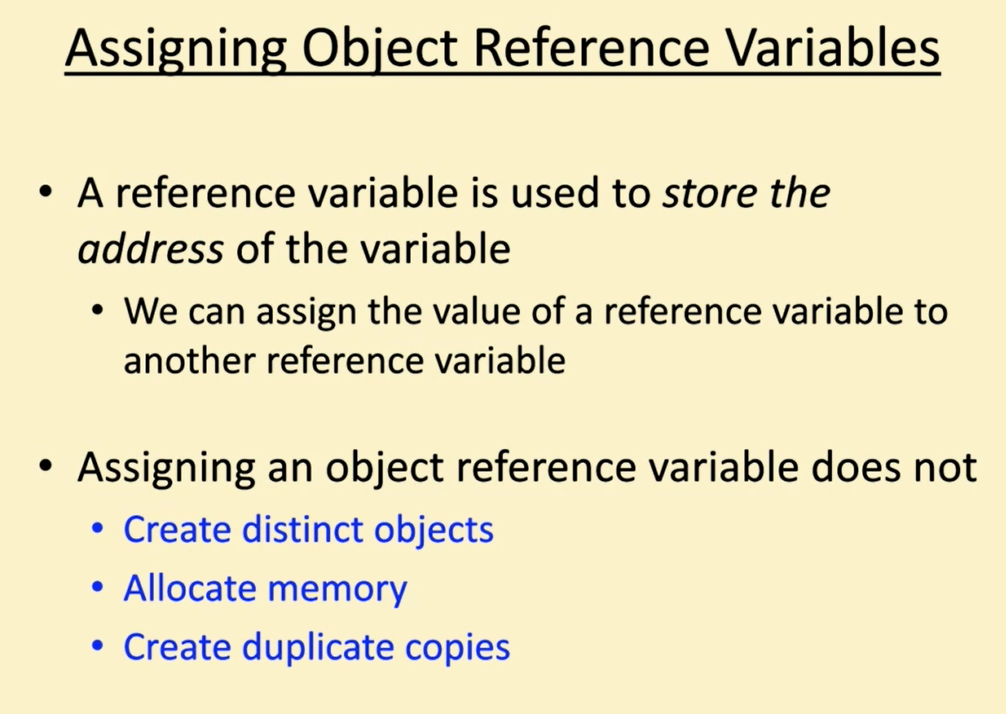 Assigning Object Reference Variables
• A reference variable is used to store the
address of the variable
• We can assign the value of a reference variable to
another reference variable
• Assigning an object reference variable does not
• Create distinct objects
• Allocate memory
• Create duplicate copies